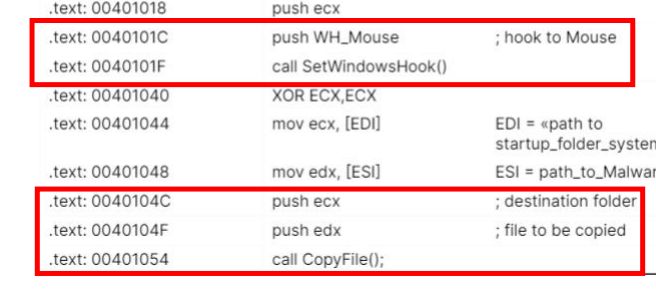 .text: 00401018 push ecx
.text: 0040101C push WH_Mouse ; hook to Mouse
.text: 0040101F call SetWindowsHook()
.text: 00401040 XOR ECX,ECX
.text: 00401044 mov ecx, [EDI] EDI = «path to
startup_folder_system
.text: 00401048 mov edx, [ESI] ESI = path_to_Malwar
.text: 0040104C push ecx ; destination folder
.text: 0040104F push edx ; file to be copied
.text: 00401054 call CopyFile();